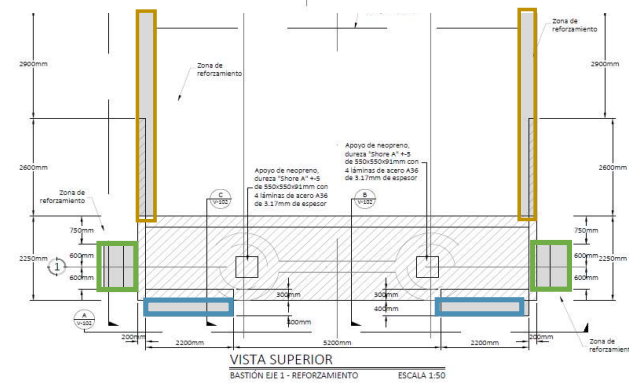 Zona de
reforzamiento
Zona de
reforzamiento
2900mm
2900mm
Zona de
reforzamiento
Apoyo de neopreno,
dureza "Shore A" +-5
de 550x550x91mm con
4 láminas de acero A36
de 3.17mm de espesor
Apoyo de neopreno,
dureza "Shore A" +-5
de 550x550x91mm con
4 láminas de acero A36
de 3.17mm de espesor
2600mm
2600mm
C
V-102
B
V-102
750mm
600mm
600mm
2250mm
1
750mm
600mm
600mm
2250mm
300mm
400mm
300mm
400mm
A
V-102
200mm
2200mm
5200mm
2200mm
200mm
Zona de
VISTA SUPERIOR
BASTIÓN EJE 1 - REFORZAMIENTO
ESCALA 1:50